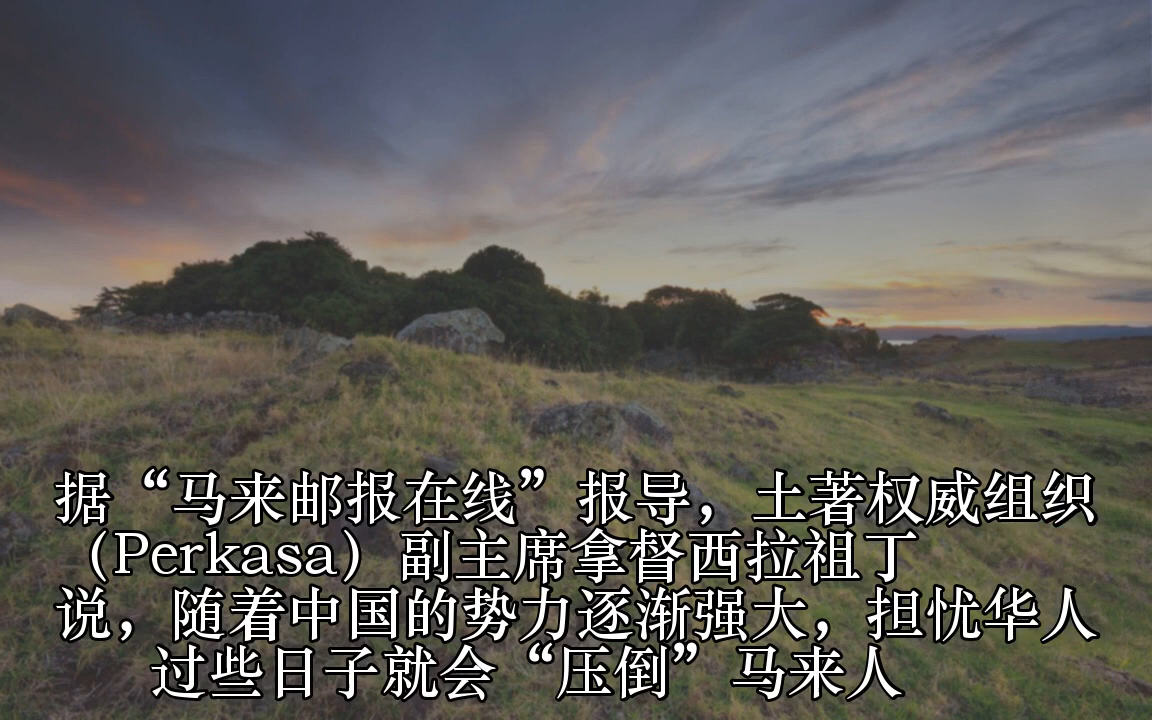 据“马来邮报在线”报导，土著权威组织
（Perkasa）副主席拿督西拉祖丁
说，随着中国的势力逐渐强大，担忧华人
过些日子就会“压倒”马来人